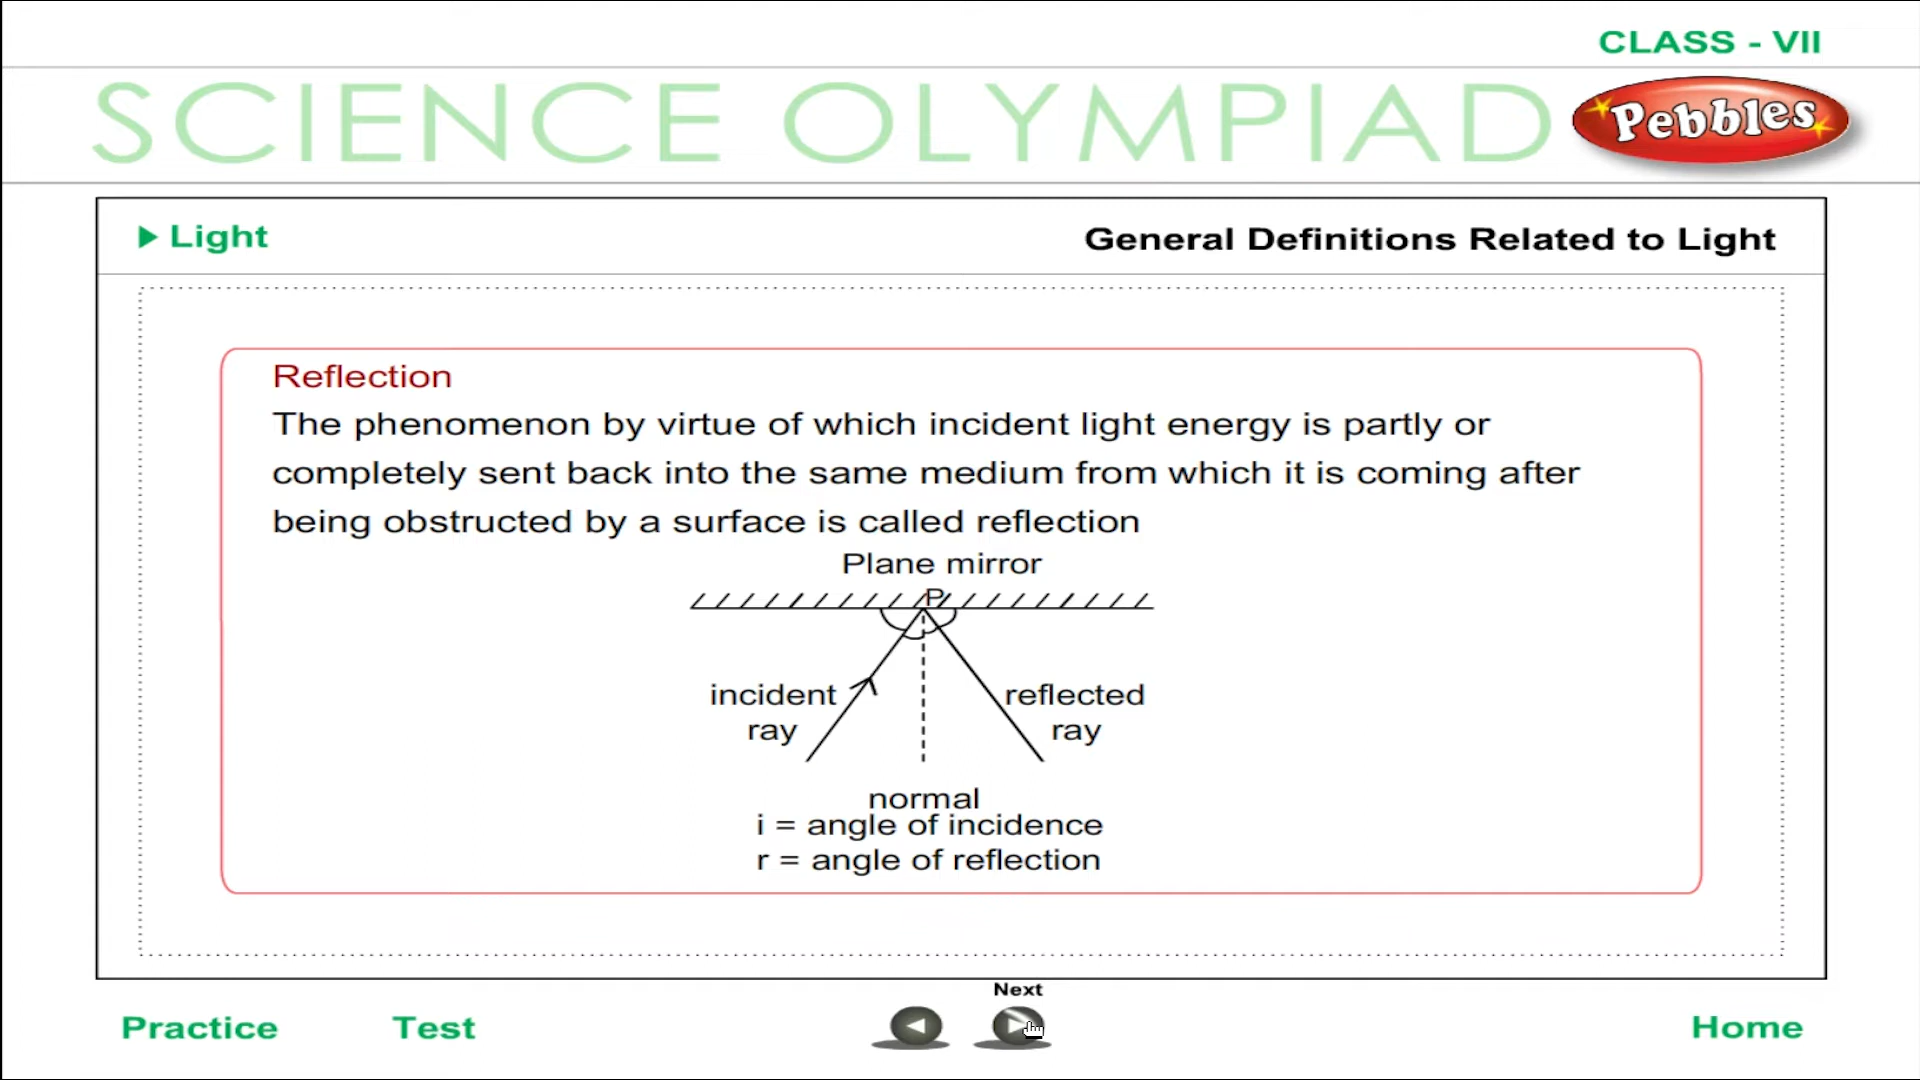 CLASS - VII
SCIENCE OLYMPIAD
Pebbles
Light
General Definitions Related to Light
Reflection
The phenomenon by virtue of which incident light energy is partly or
completely sent back into the same medium from which it is coming after
being obstructed by a surface is called reflection
Plane mirror
P
incident
ray
reflected
ray
normal
i = angle of incidence
r = angle of reflection
Next
Practice
Test
Home